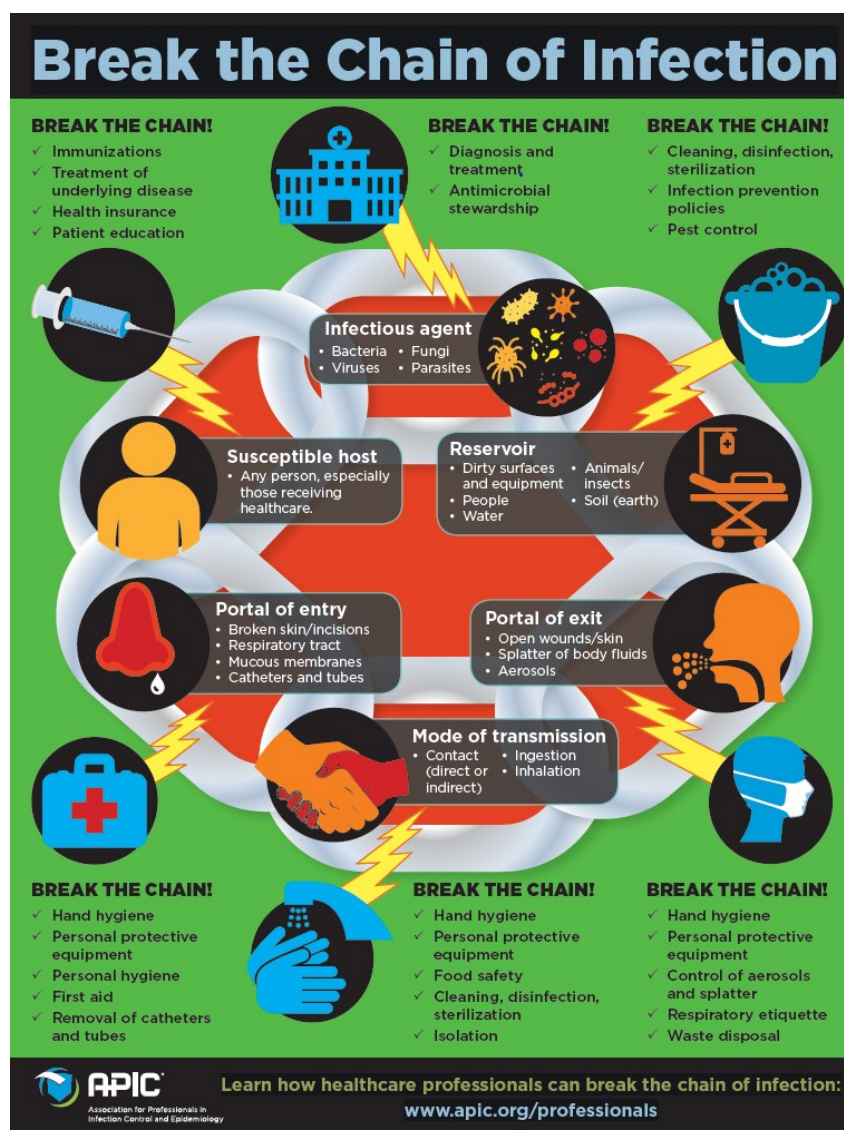 Break the Chain of Infection
BREAK THE CHAIN!
✓ Immunizations
✓ Treatment of
underlying disease
✓ Health insurance
✓ Patient education
BREAK THE CHAIN!
✓ Diagnosis and
treatment
✓ Antimicrobial
stewardship
BREAK THE CHAIN!
✓ Cleaning, disinfection,
sterilization
✓ Infection prevention
policies
✓ Pest control
Infectious agent
• Bacteria • Fungi
• Viruses • Parasites
Susceptible host
• Any person, especially
those receiving
healthcare.
Reservoir
• Dirty surfaces
and equipment
• People
• Water
• Animals/
insects
• Soil (earth)
Portal of entry
• Broken skin/incisions
• Respiratory tract
• Mucous membranes
• Catheters and tubes
Portal of exit
• Open wounds/skin
• Splatter of body fluids
• Aerosols
Mode of transmission
• Contact
(direct or
indirect)
• Ingestion
• Inhalation
BREAK THE CHAIN!
✓ Hand hygiene
✓ Personal protective
equipment
✓ Personal hygiene
✓ First aid
✓ Removal of catheters
and tubes
BREAK THE CHAIN!
✓ Hand hygiene
✓ Personal protective
equipment
✓ Food safety
✓ Cleaning, disinfection,
sterilization
✓ Isolation
BREAK THE CHAIN!
✓ Hand hygiene
✓ Personal protective
equipment
✓ Control of aerosols
and splatter
✓ Respiratory etiquette
✓ Waste disposal
APIC
Association for Professionals in
Infection Control and Epidemiology
Learn how healthcare professionals can break the chain of infection:
www.apic.org/professionals